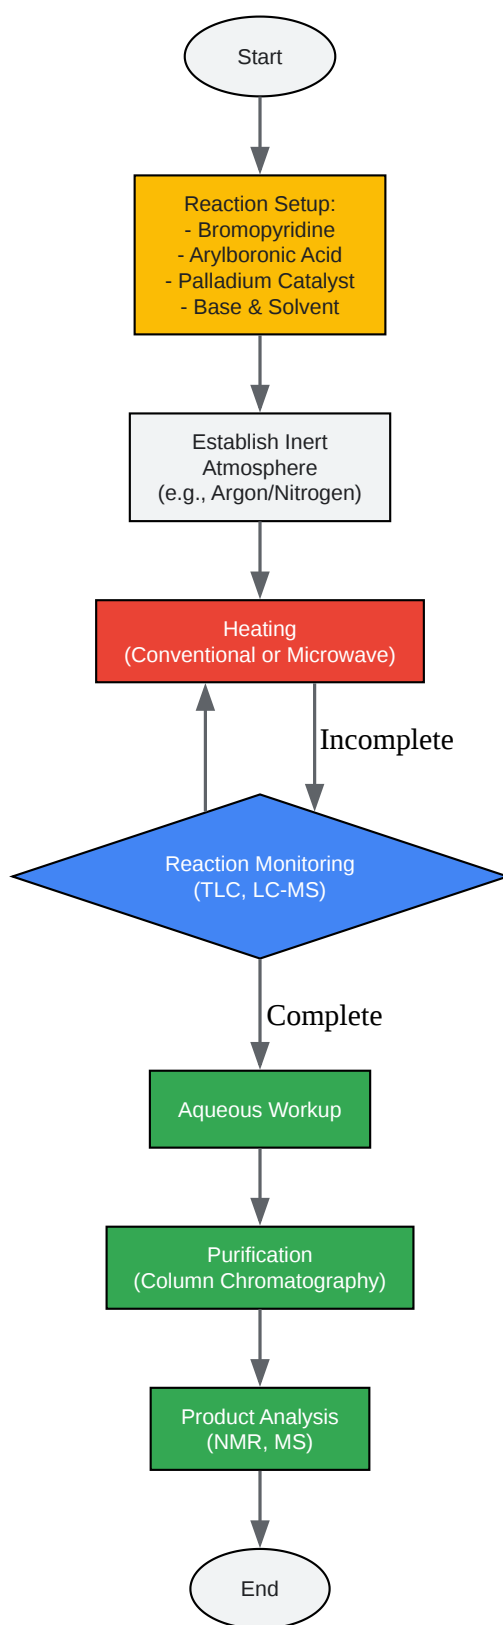 Start
Reaction Setup:
- Bromopyridine
- Arylboronic Acid
- Palladium Catalyst
- Base & Solvent
Establish Inert
Atmosphere
(e.g., Argon/Nitrogen)
Heating
(Conventional or Microwave)
Incomplete
Reaction Monitoring
(TLC, LC-MS)
Complete
Aqueous Workup
Purification
(Column Chromatography)
Product Analysis
(NMR, MS)
End